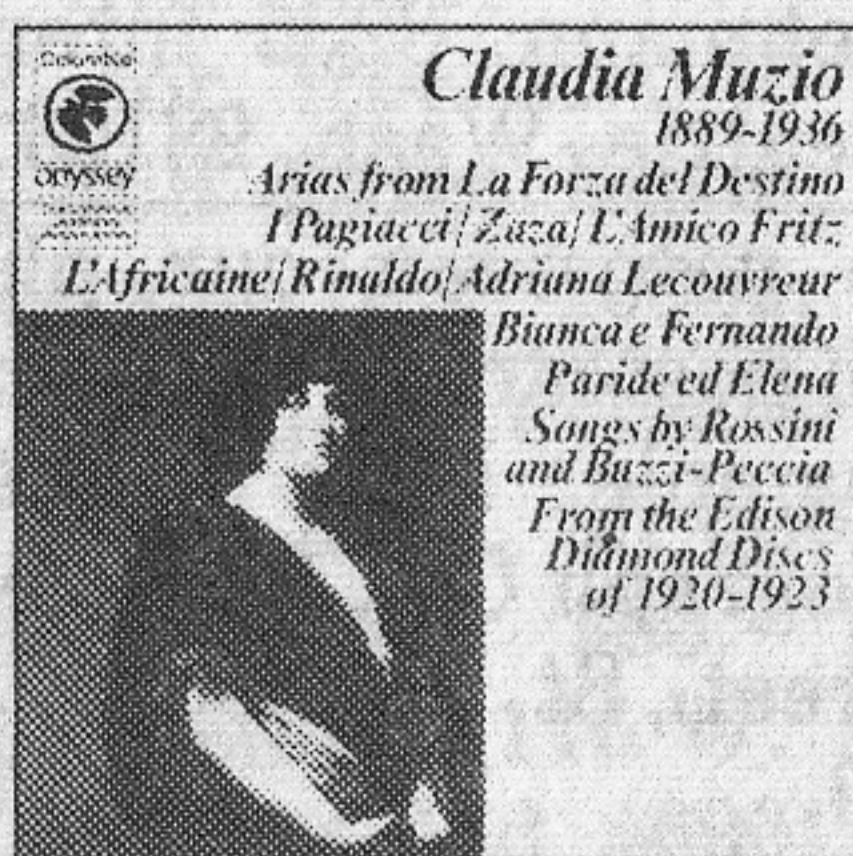 Columbia
odyssey
Claudia Muzio
1889-1936
Arias from La Forza del Destino
I Pagiacci/Zaza/L'Amico Fritz
L'Africaine/Rinaldo/Adriana Lecouvreur
Bianca e Fernando
Paride ed Elena
Songs by Rossini
and Buzzi-Peccia
From the Edison
Diamond Discs
of 1920-1923